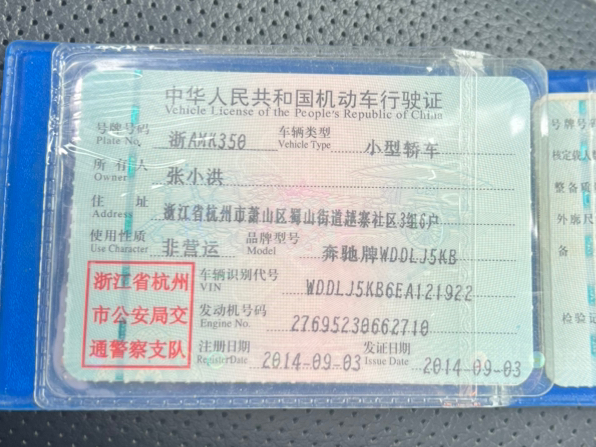 中华人民共和国机动车行驶证
Vehicle License of the People's Republic of China
号牌号码 Plate No. 浙AMK350 车辆类型 Vehicle Type 小型轿车
所有人 Owner 张小洪
住址 Address 浙江省杭州市萧山区蜀山街道越寨社区3组6户
使用性质 Use Character 非营运 品牌型号 Model 奔驰牌WDDLJ5KB
浙江省杭州市公安局交通警察支队
车辆识别代号 VIN WDDLJ5KB6EA121922
发动机号码 Engine No. 27695230662710
注册日期 Register Date 2014-09-03 发证日期 Issue Date 2014-09-03
号牌号
核定载人数
整备质
外廓尺
备
检验记